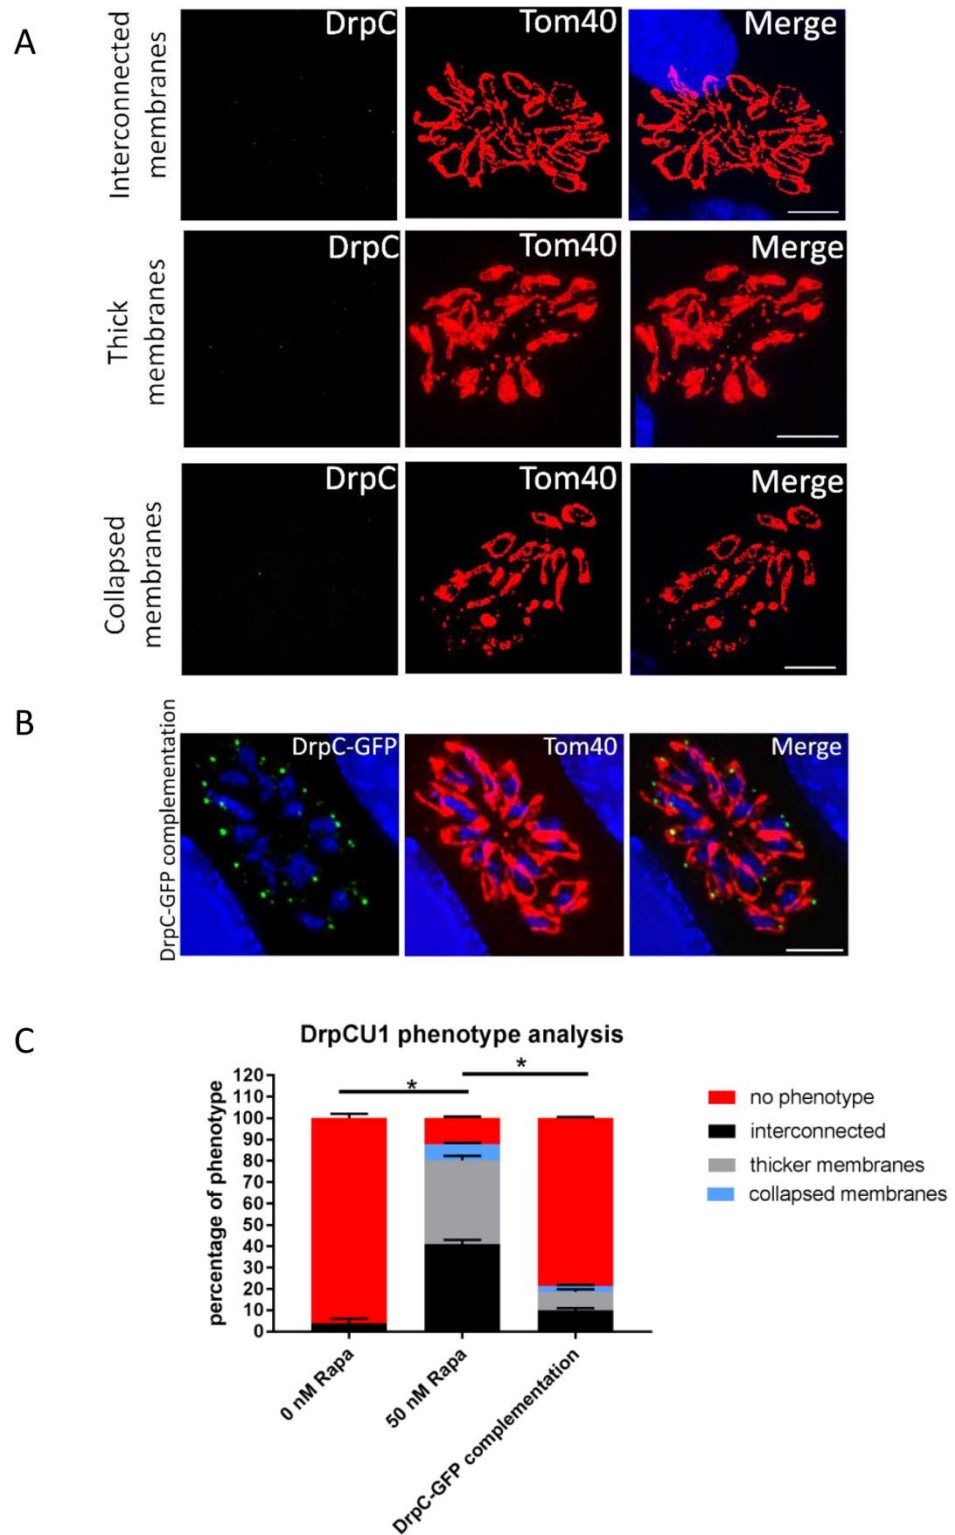 A
Interconnected
membranes
DrpC
Tom40
Merge
Thick
membranes
DrpC
Tom40
Merge
Collapsed
membranes
DrpC
Tom40
Merge
B
DrpC-GFP complementation
DrpC-GFP
Tom40
Merge
C
DrpCU1 phenotype analysis
percentage of phenotype
120
110
100
90
80
70
60
50
40
30
20
10
0
*
*
0 nM Rapa
50 nM Rapa
DrpC-GFP complementation
no phenotype
interconnected
thicker membranes
collapsed membranes